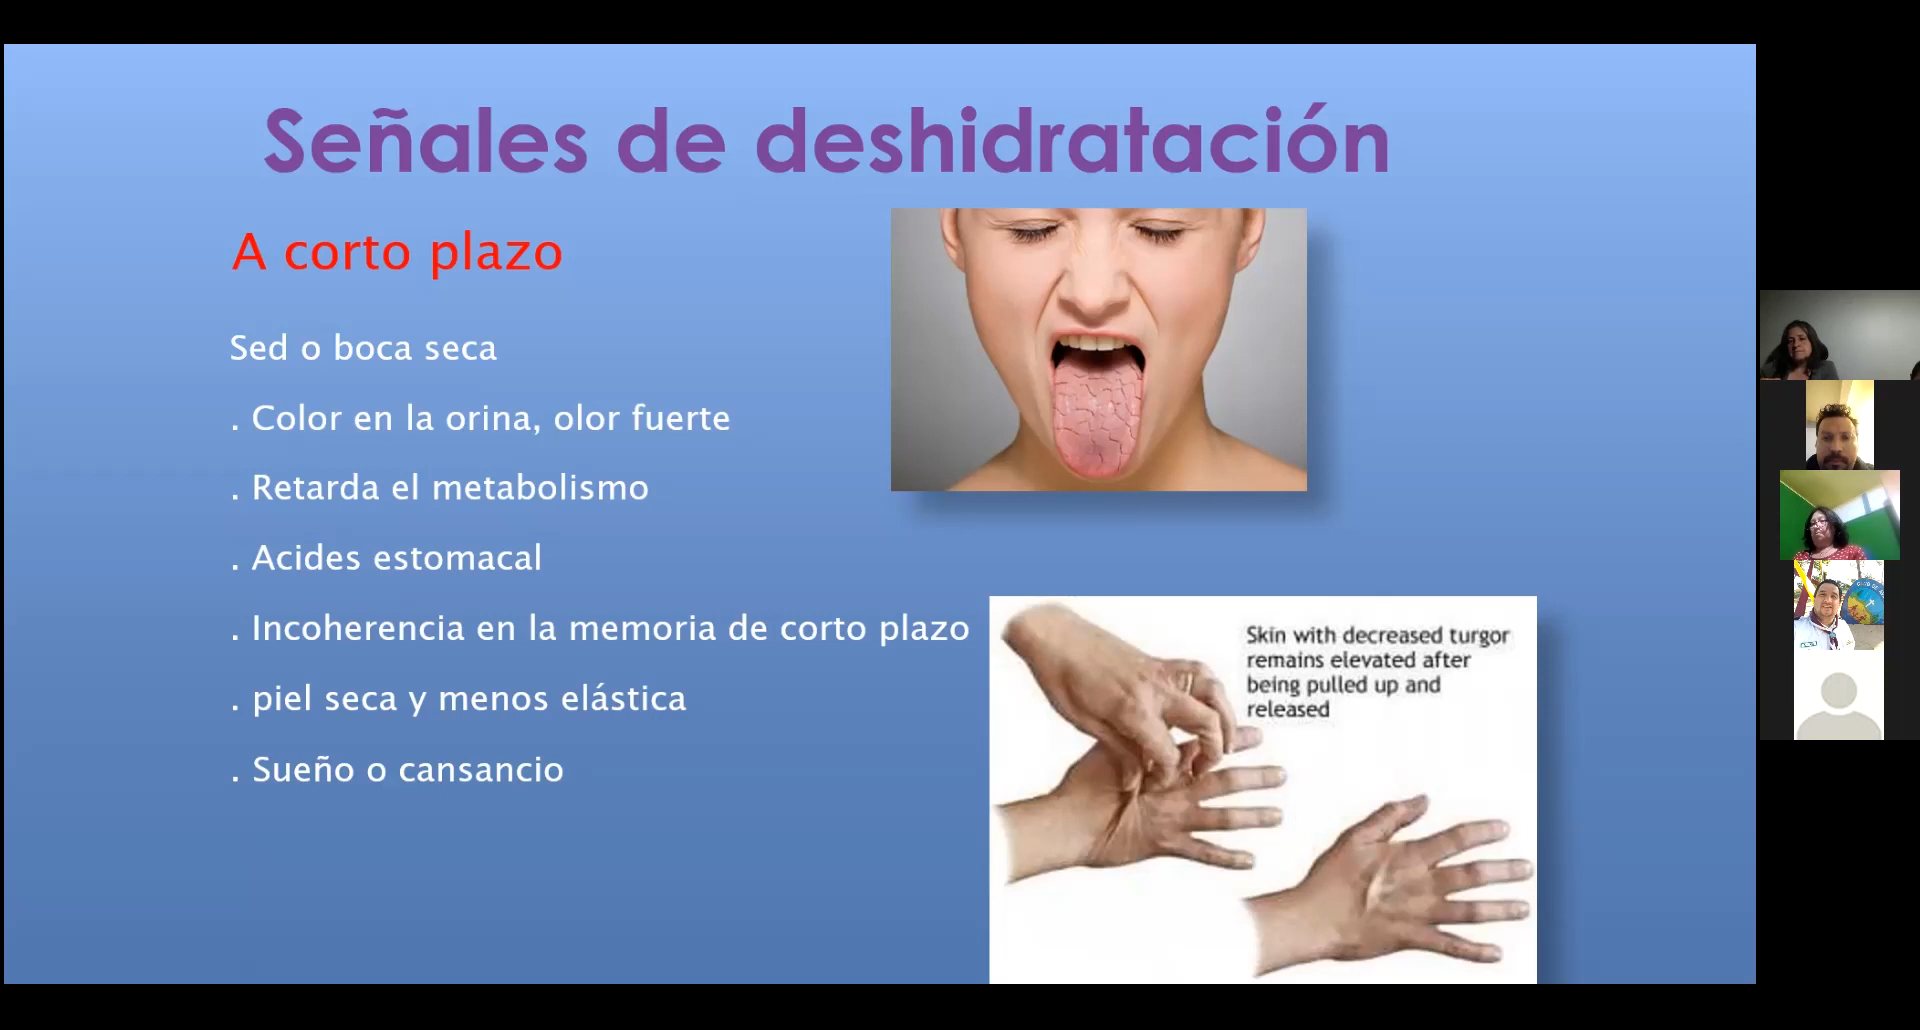 Señales de deshidratación
A corto plazo
Sed o boca seca
. Color en la orina, olor fuerte
. Retarda el metabolismo
. Acides estomacal
. Incoherencia en la memoria de corto plazo
. piel seca y menos elástica
. Sueño o cansancio
Skin with decreased turgor
remains elevated after
being pulled up and
released